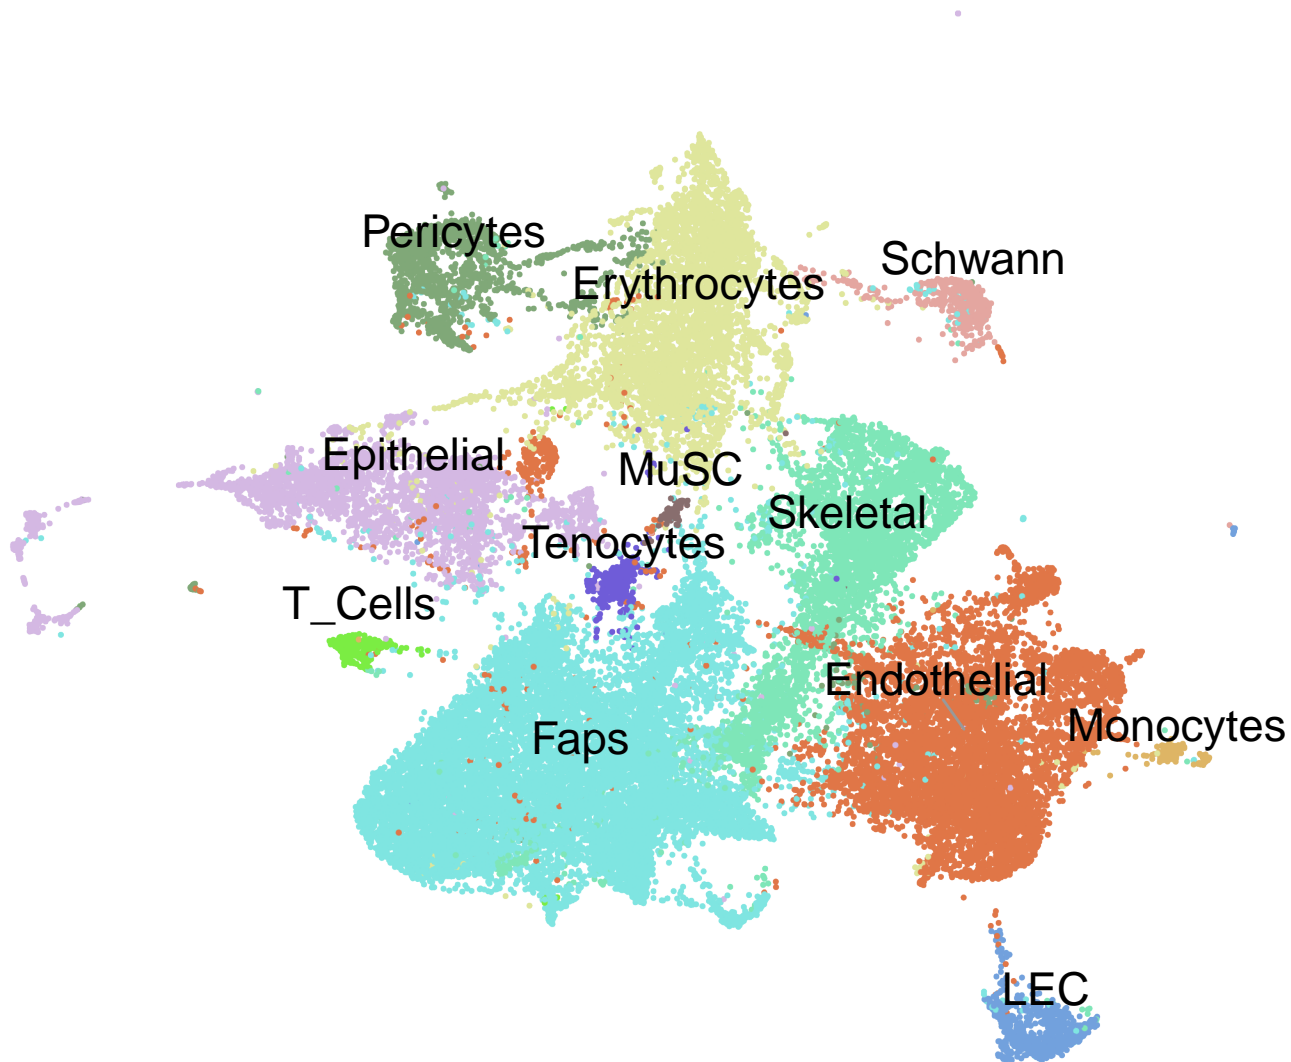 Pericytes
Schwann
Erythrocytes
Epithelial
MuSC
Skeletal
Tenocytes
T_Cells
Endothelial
Monocytes
Faps
LEC